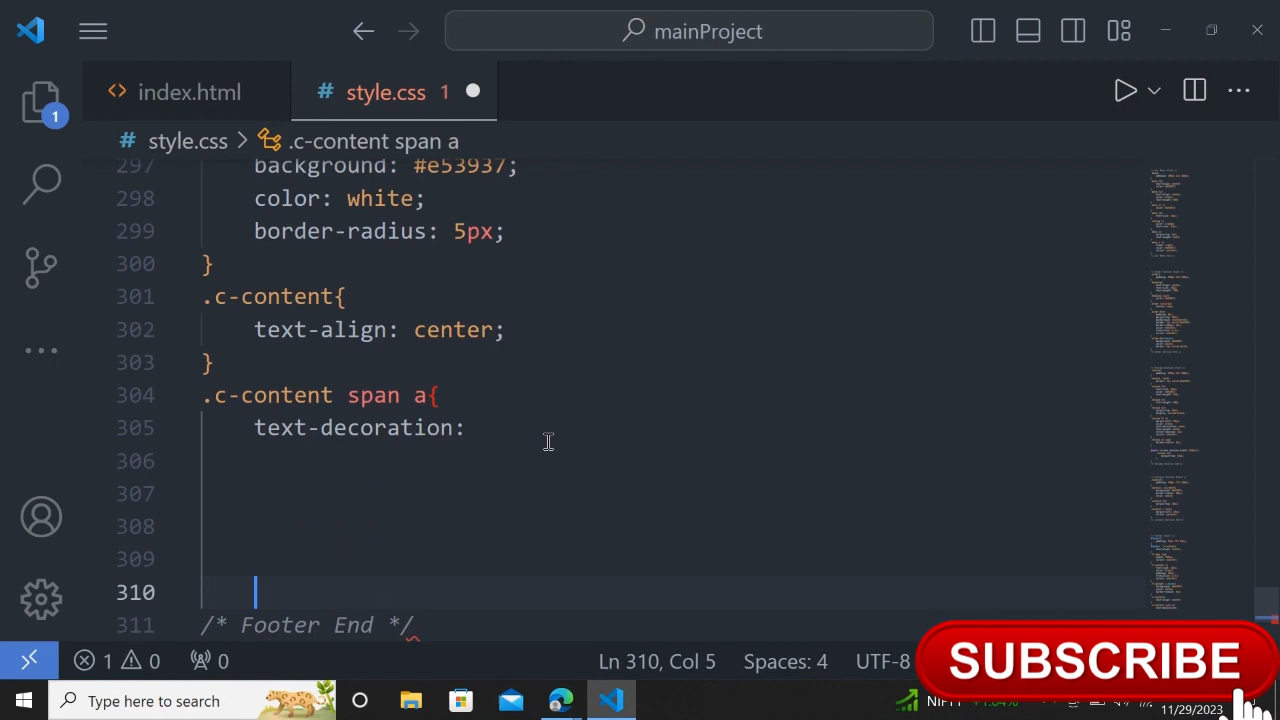 mainProject
index.html
style.css 1
style.css > .c-content span a
297 background: #e53937;
298 color: white;
299 border-radius: 5px;
300 }
301 .c-content{
302 text-align: center;
303 }
304 .c-content span a{
305 text-decoration:
306
307
308
309
310
311 /* Footer End */
1
1 0 0 Ln 310, Col 5 Spaces: 4 UTF-8
SUBSCRIBE
Type here to search
11/29/2023